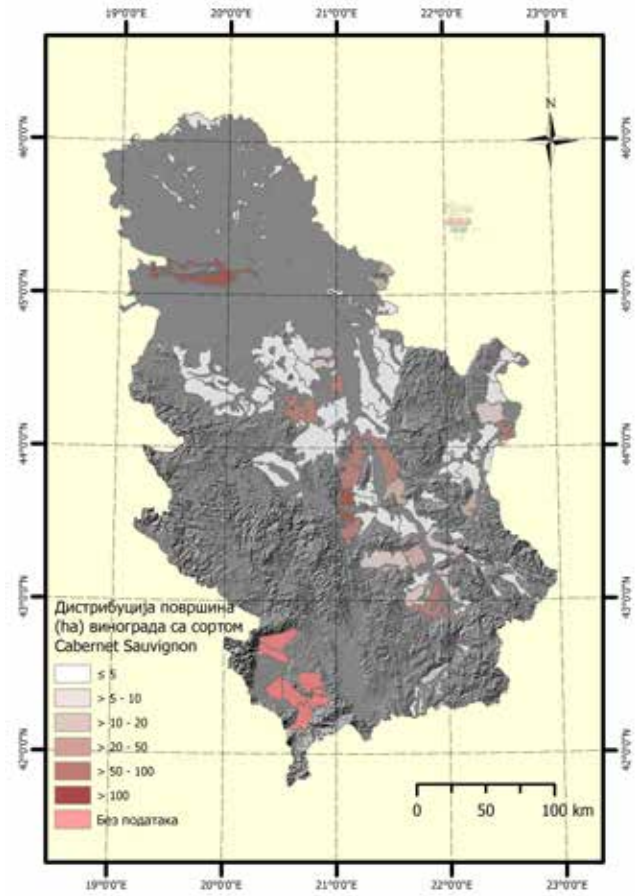 19°0'0"E 20°0'0"E 21°0'0"E 22°0'0"E 23°0'0"E
N
46°0'0"N 46°0'0"N
45°0'0"N 45°0'0"N
44°0'0"N 44°0'0"N
43°0'0"N 43°0'0"N
Дистрибуција површина
(ha) винограда са сортом
Cabernet Sauvignon
≤ 5
> 5 - 10
> 10 - 20
> 20 - 50
> 50 - 100
> 100
Без података
42°0'0"N 42°0'0"N
0 50 100 km
19°0'0"E 20°0'0"E 21°0'0"E 22°0'0"E 23°0'0"E